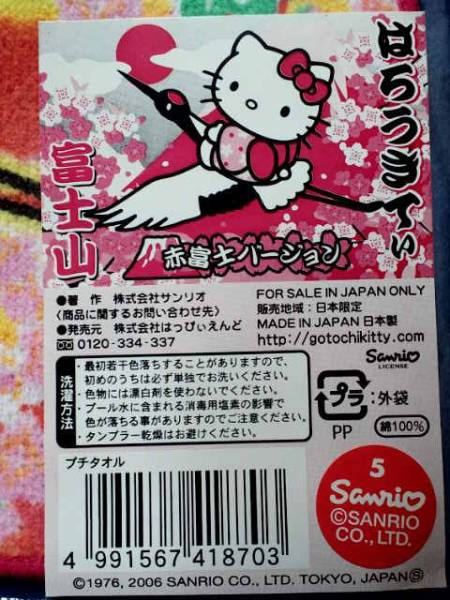 はろうきてぃ
富士山
赤富士バージョン
●著 作 株式会社サンリオ
〈商品に関するお問い合わせ先〉
●発売元 株式会社はっぴぃえんど
0120-334-337
FOR SALE IN JAPAN ONLY
販売地域:日本限定
MADE IN JAPAN 日本製
http://gotochikitty.com
Sanrio
LICENSE
洗濯方法
・最初若干色落ちすることがありますので、
初めのうちは必ず単独でお洗いください。
・色物には漂白剤を使わないでください。
・プール水に含まれる消毒用塩素の影響で
色が落ちる事がありますのでご注意ください。
・タンブラー乾燥はお避けください。
プラ :外袋
PP
綿100%
プチタオル
4 991567 418703
5
Sanrio
©SANRIO
CO., LTD.
©1976, 2006 SANRIO CO., LTD. TOKYO, JAPAN Ⓢ